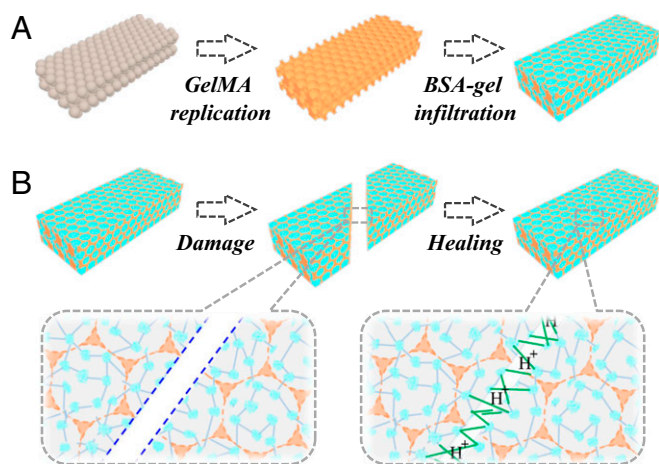 A
GelMA
replication
BSA-gel
infiltration
B
Damage
Healing
H
H+
H+
H+